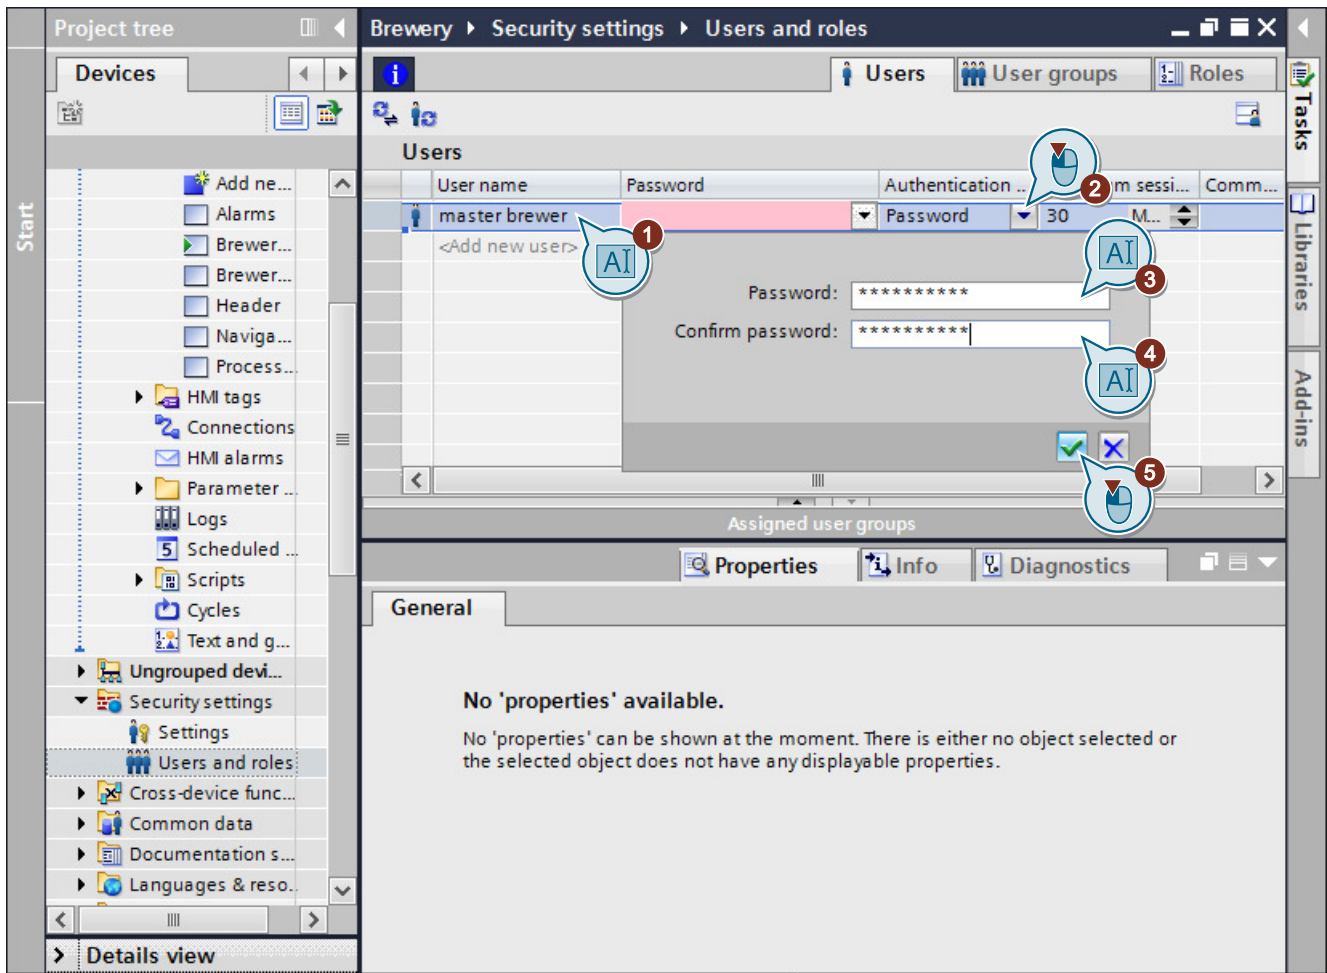 Project tree
Brewery ▸ Security settings ▸ Users and roles
Start
Devices
Add ne...
Alarms
Brewer...
Brewer...
Header
Naviga...
Process...
HMI tags
Connections
HMI alarms
Parameter ...
Logs
Scheduled ...
Scripts
Cycles
Text and g...
Ungrouped devi...
Security settings
Settings
Users and roles
Cross-device func...
Common data
Documentation s...
Languages & reso...
Details view
Users
User groups
Roles
Users
User name
Password
Authentication ...
m sessi...
Comm...
master brewer
Password
30
M...
<Add new user>
1
2
AI
AI
3
Password:
**********
Confirm password:
**********
4
AI
5
Assigned user groups
Properties
Info
Diagnostics
General
No 'properties' available.
No 'properties' can be shown at the moment. There is either no object selected or
the selected object does not have any displayable properties.
Tasks
Libraries
Add-ins